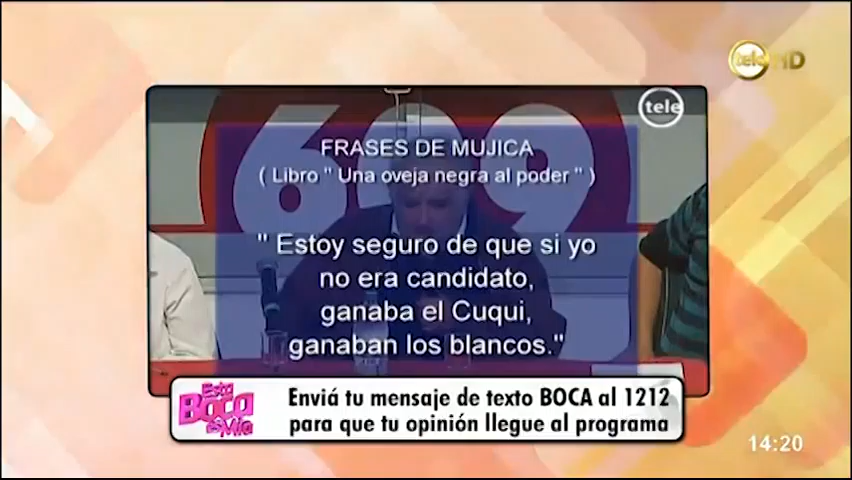 tele HD
tele
609
FRASES DE MUJICA
( Libro " Una oveja negra al poder " )
" Estoy seguro de que si yo
no era candidato,
ganaba el Cuqui,
ganaban los blancos."
Esta
BOCA
es Mía
Enviá tu mensaje de texto BOCA al 1212
para que tu opinión llegue al programa
14:20